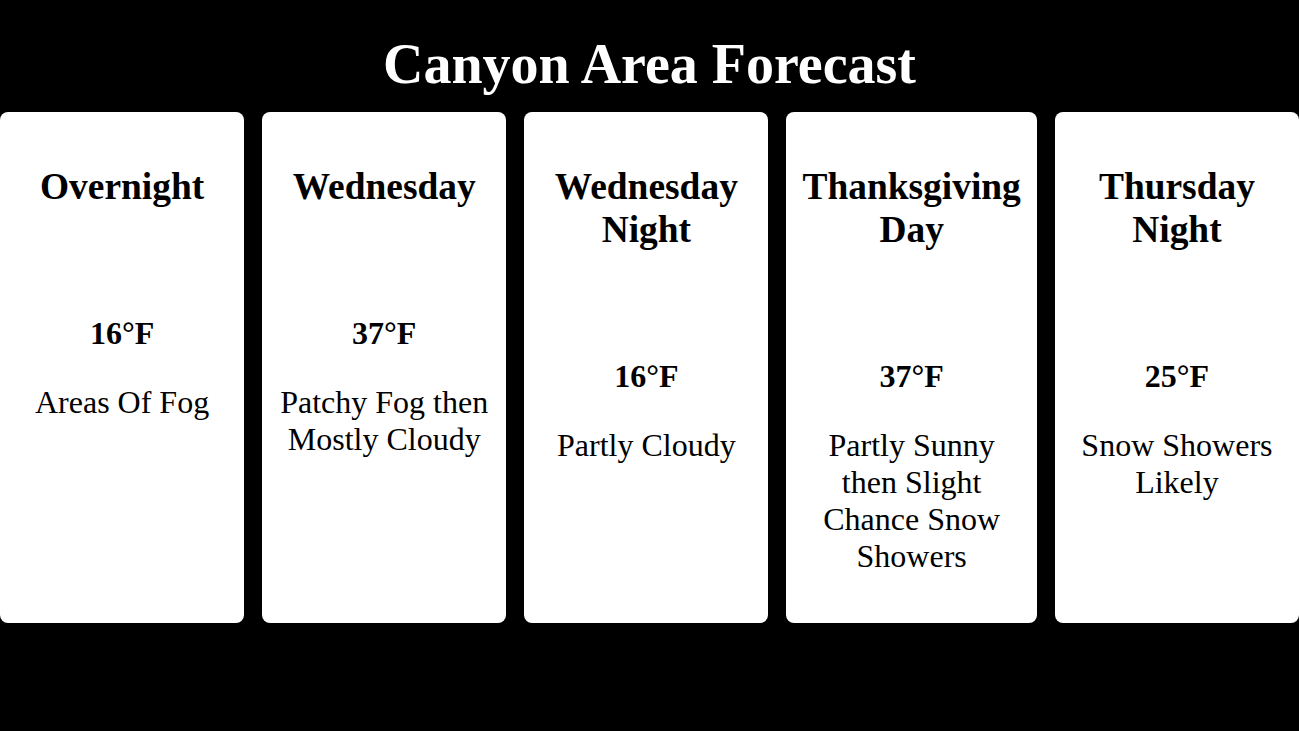 Canyon Area Forecast
Overnight
16°F
Areas Of Fog
Wednesday
37°F
Patchy Fog then
Mostly Cloudy
Wednesday
Night
16°F
Partly Cloudy
Thanksgiving
Day
37°F
Partly Sunny
then Slight
Chance Snow
Showers
Thursday
Night
25°F
Snow Showers
Likely